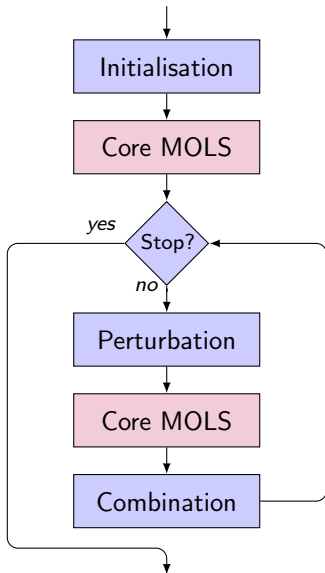 Initialisation
Core MOLS
yes
Stop?
no
Perturbation
Core MOLS
Combination